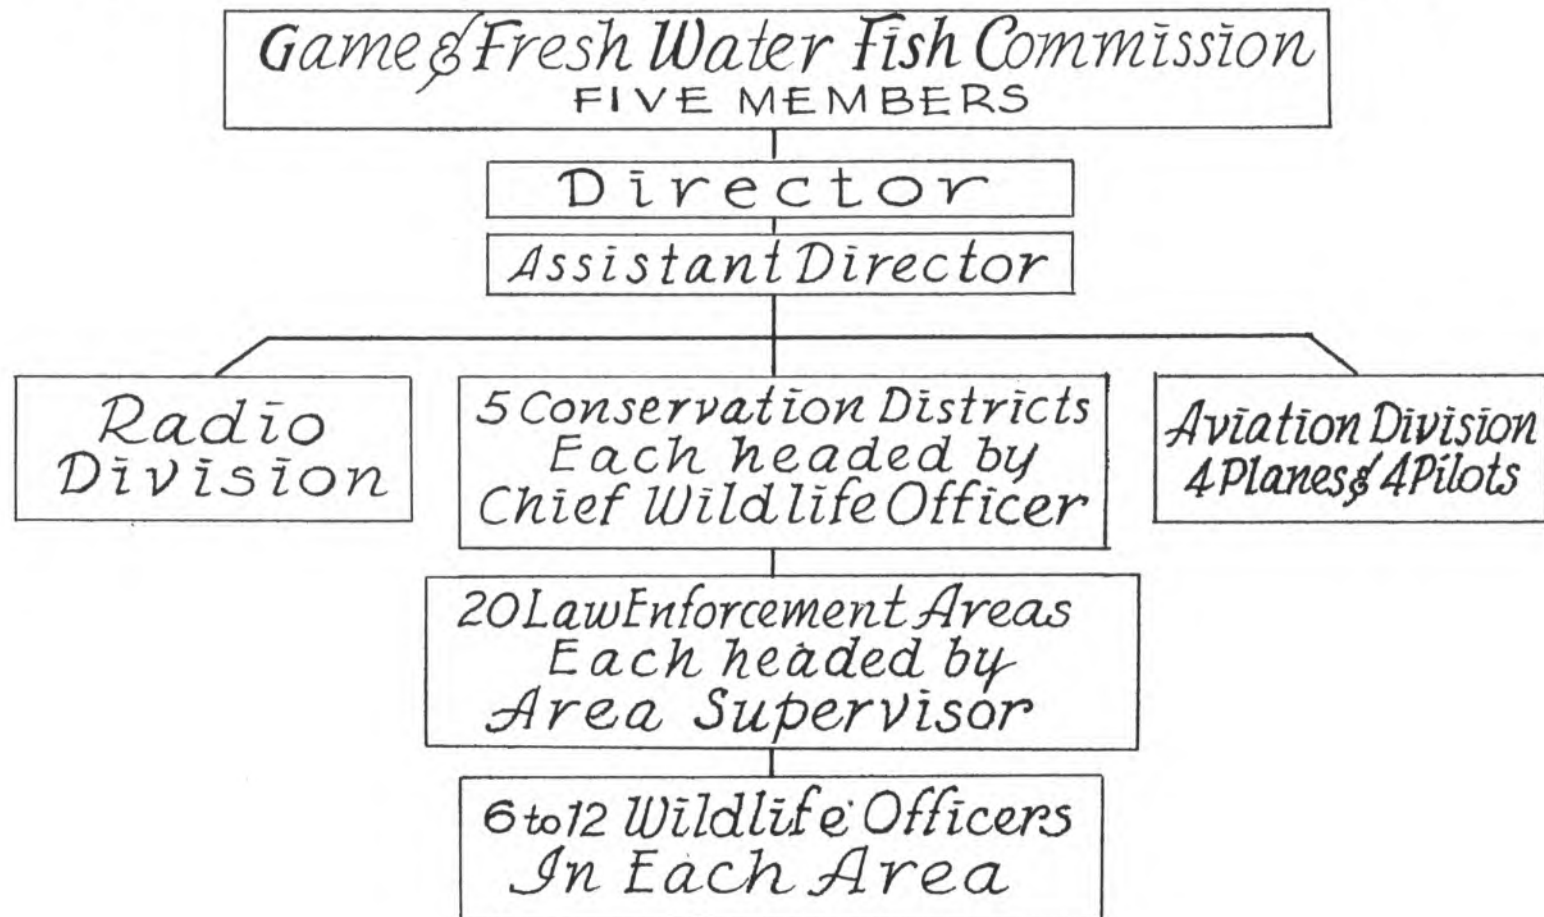 Game & Fresh Water Fish Commission
FIVE MEMBERS
Director
Assistant Director
Radio
Division
5 Conservation Districts
Each headed by
Chief Wildlife Officer
Aviation Division
4 Planes & 4 Pilots
20 Law Enforcement Areas
Each headed by
Area Supervisor
6 to 12 Wildlife Officers
In Each Area